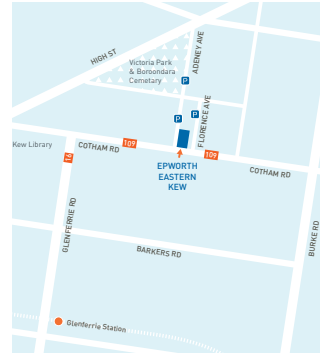 HIGH ST
ADENEY AVE
Victoria Park
& Boroondara
Cemetary
P
P
P
FLORENCE AVE
Kew Library
COTHAM RD
109
109
16
EPWORTH
EASTERN
KEW
COTHAM RD
GLENFERRIE RD
BURKE RD
BARKERS RD
Glenferrie Station